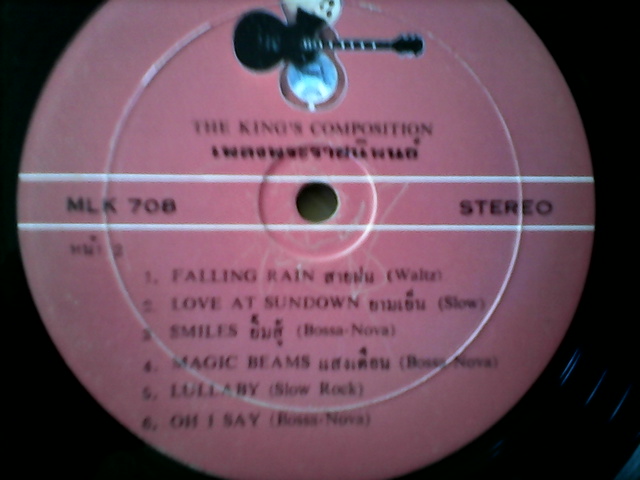 THE KING'S COMPOSITION
เพลงพระราชนิพนธ์
MLK 708
STEREO
หน้า 2
1. FALLING RAIN สายฝน (Waltz)
2. LOVE AT SUNDOWN ยามเย็น (Slow)
3. SMILES ยิ้มสู้ (Bossa-Nova)
4. MAGIC BEAMS แสงเดือน (Bossa-Nova)
5. LULLABY (Slow Rock)
6. OH I SAY (Bossa-Nova)